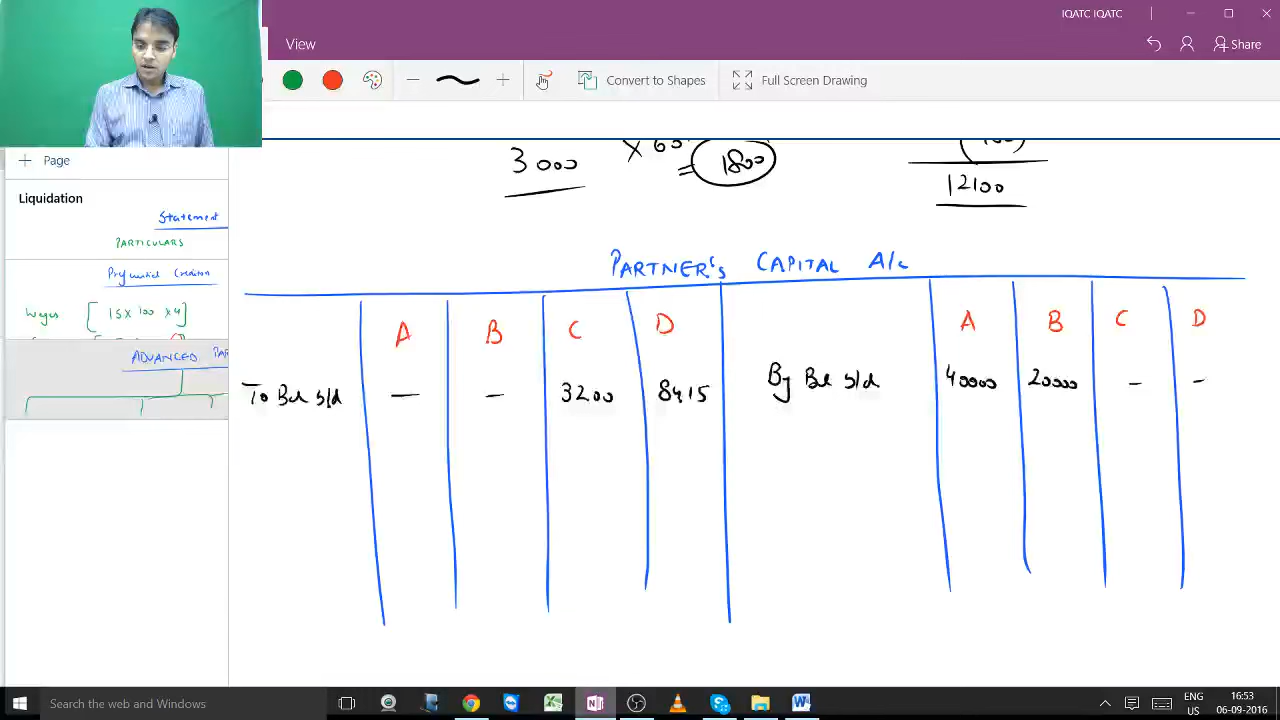 IQATC IQATC
View
Share
Convert to Shapes
Full Screen Drawing
Page
Liquidation
Statement
PARTICULARS
Wages [15 x 100 x 4]
ADVANCED
3000
= 1800
12100
PARTNER'S CAPITAL A/c
A B C D A B C D
To Bal b/d — — 3200 8415 By Bal b/d 40000 20000 - -
Search the web and Windows
ENG
US
16:53
06-09-2016